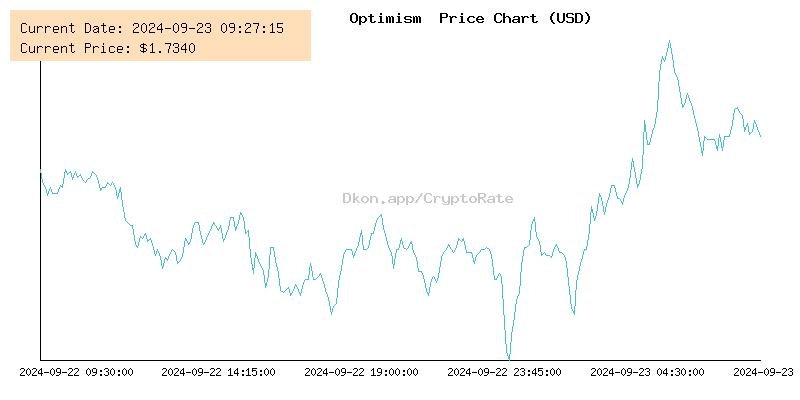 Optimism  Price Chart (USD)
Current Date: 2024-09-23 09:27:15
Current Price: $1.7340
Dkon.app/CryptoRate
2024-09-22 09:30:00 2024-09-22 14:15:00 2024-09-22 19:00:00 2024-09-22 23:45:00 2024-09-23 04:30:00 2024-09-23